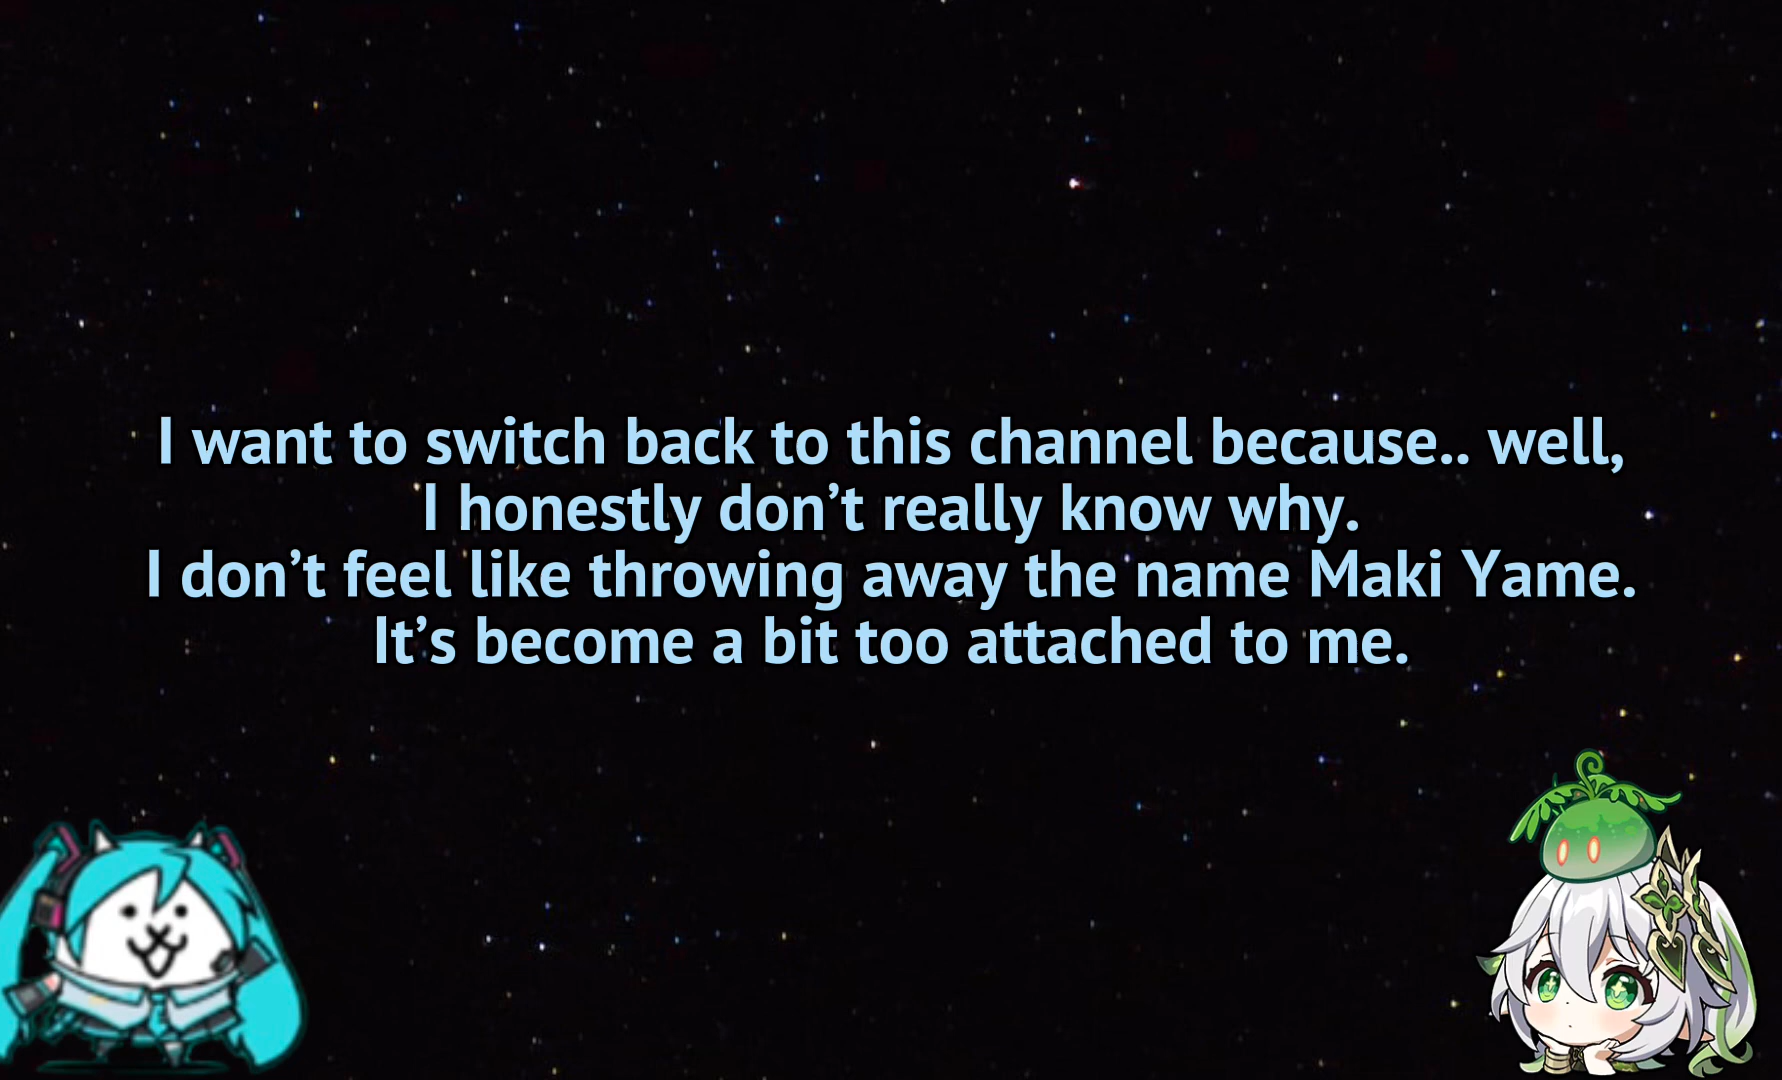 I want to switch back to this channel because.. well,
I honestly don’t really know why.
I don’t feel like throwing away the name Maki Yame.
It’s become a bit too attached to me.